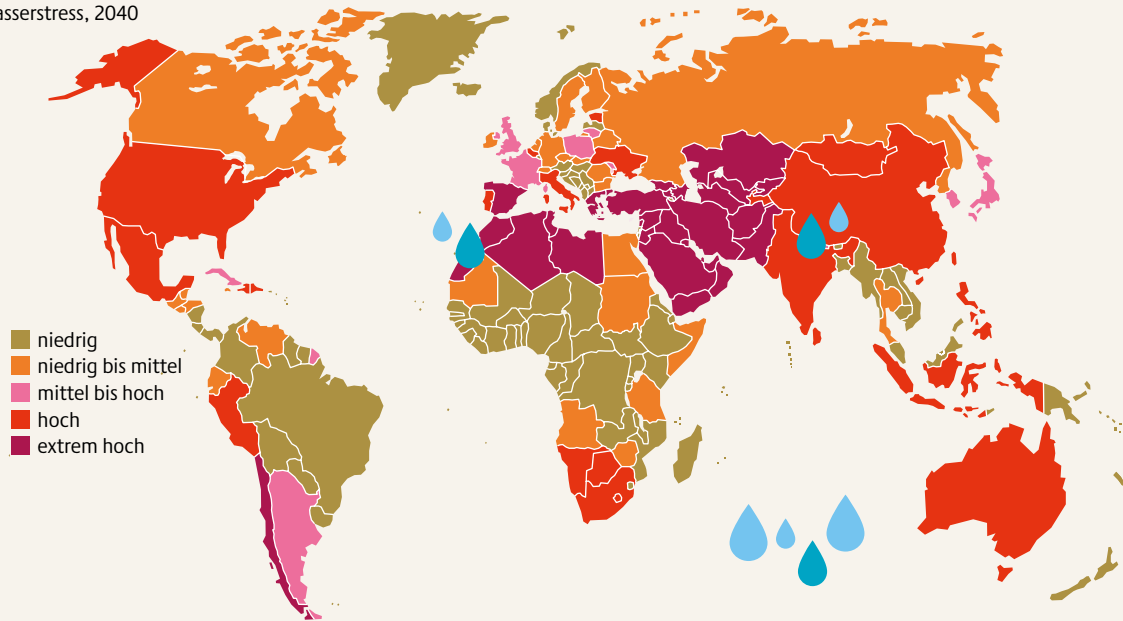 asserstress, 2040
niedrig
niedrig bis mittel
mittel bis hoch
hoch
extrem hoch